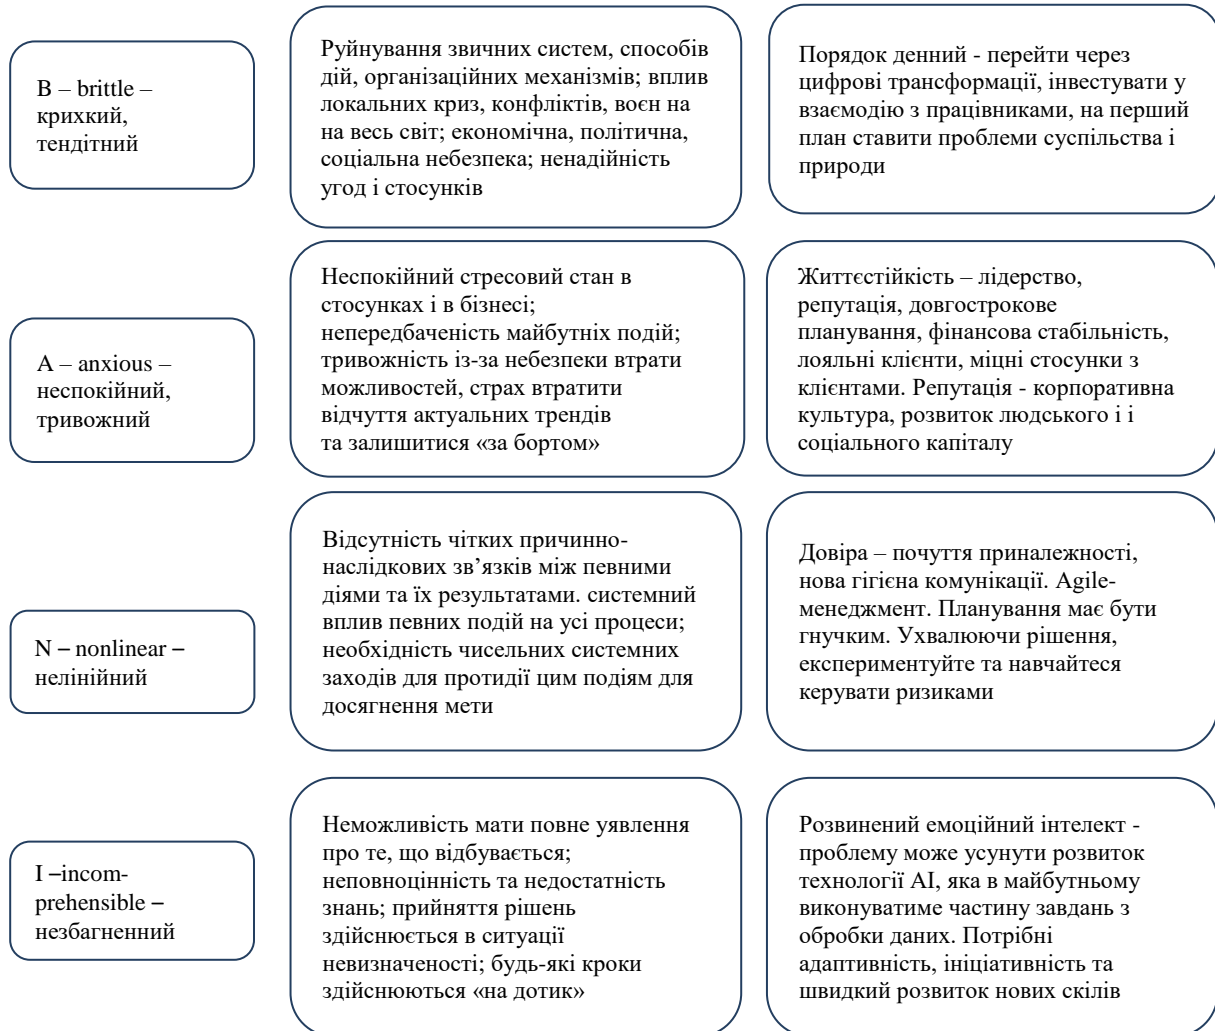 B – brittle –
крихкий,
тендітний
Руйнування звичних систем, способів
дій, організаційних механізмів; вплив
локальних криз, конфліктів, воєн на
на весь світ; економічна, політична,
соціальна небезпека; ненадійність
угод і стосунків
Порядок денний - перейти через
цифрові трансформації, інвестувати у
взаємодію з працівниками, на перший
план ставити проблеми суспільства і
природи
A – anxious –
неспокійний,
тривожний
Неспокійний стресовий стан в
стосунках і в бізнесі;
непередбаченість майбутніх подій;
тривожність із-за небезпеки втрати
можливостей, страх втратити
відчуття актуальних трендів
та залишитися «за бортом»
Життєстійкість – лідерство,
репутація, довгострокове
планування, фінансова стабільність,
лояльні клієнти, міцні стосунки з
клієнтами. Репутація - корпоративна
культура, розвиток людського і і
соціального капіталу
N – nonlinear –
нелінійний
Відсутність чітких причинно-
наслідкових зв’язків між певними
діями та їх результатами. системний
вплив певних подій на усі процеси;
необхідність чисельних системних
заходів для протидії цим подіям для
досягнення мети
Довіра – почуття приналежності,
нова гігієна комунікації. Agile-
менеджмент. Планування має бути
гнучким. Ухвалюючи рішення,
експериментуйте та навчайтеся
керувати ризиками
I –incom-
prehensible –
незбагненний
Неможливість мати повне уявлення
про те, що відбувається;
неповноцінність та недостатність
знань; прийняття рішень
здійснюється в ситуації
невизначеності; будь-які кроки
здійснюються «на дотик»
Розвинений емоційний інтелект -
проблему може усунути розвиток
технології AI, яка в майбутньому
виконуватиме частину завдань з
обробки даних. Потрібні
адаптивність, ініціативність та
швидкий розвиток нових скілів